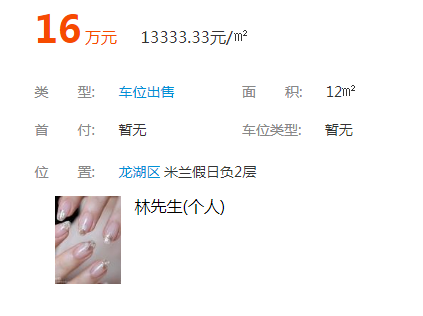 16 万元 13333.33元/㎡
类 型: 车位出售 面 积: 12㎡
首 付: 暂无 车位类型: 暂无
位 置: 龙湖区 米兰假日负2层
林先生(个人)